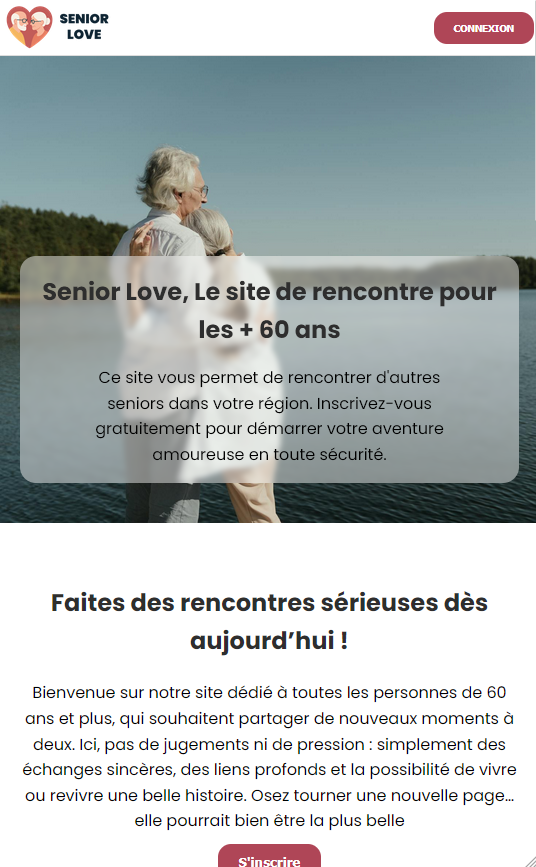 SENIOR
LOVE
CONNEXION
Senior Love, Le site de rencontre pour
les + 60 ans
Ce site vous permet de rencontrer d'autres
seniors dans votre région. Inscrivez-vous
gratuitement pour démarrer votre aventure
amoureuse en toute sécurité.
Faites des rencontres sérieuses dès
aujourd’hui !
Bienvenue sur notre site dédié à toutes les personnes de 60
ans et plus, qui souhaitent partager de nouveaux moments à
deux. Ici, pas de jugements ni de pression : simplement des
échanges sincères, des liens profonds et la possibilité de vivre
ou revivre une belle histoire. Osez tourner une nouvelle page...
elle pourrait bien être la plus belle
S'inscrire